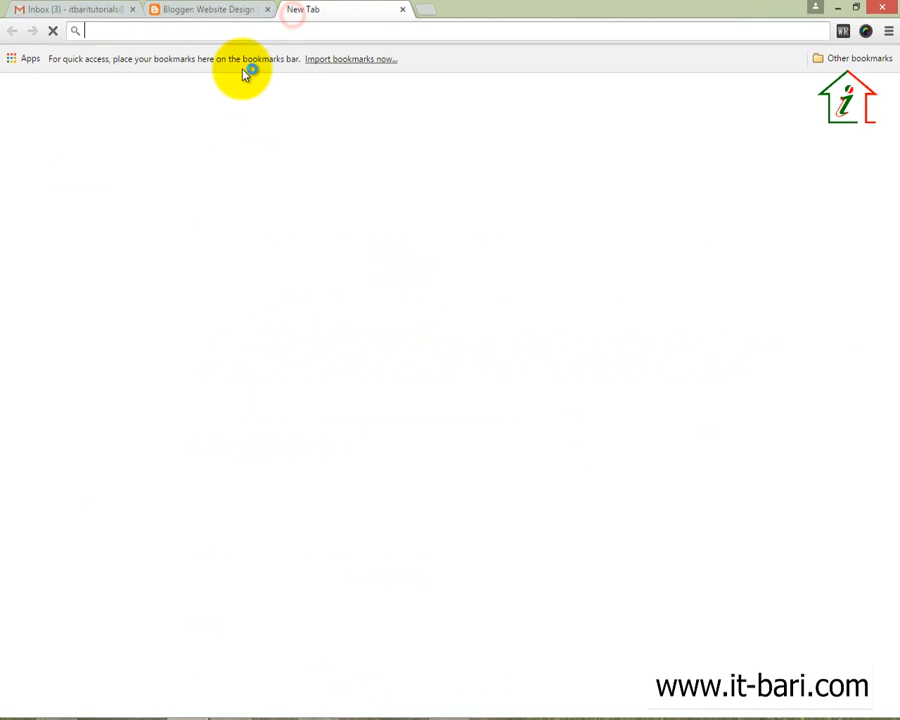 Inbox (3) - itbaritutorials@
Blogger: Website Design
New Tab
Apps
For quick access, place your bookmarks here on the bookmarks bar.
Import bookmarks now...
WR
Other bookmarks
i
www.it-bari.com